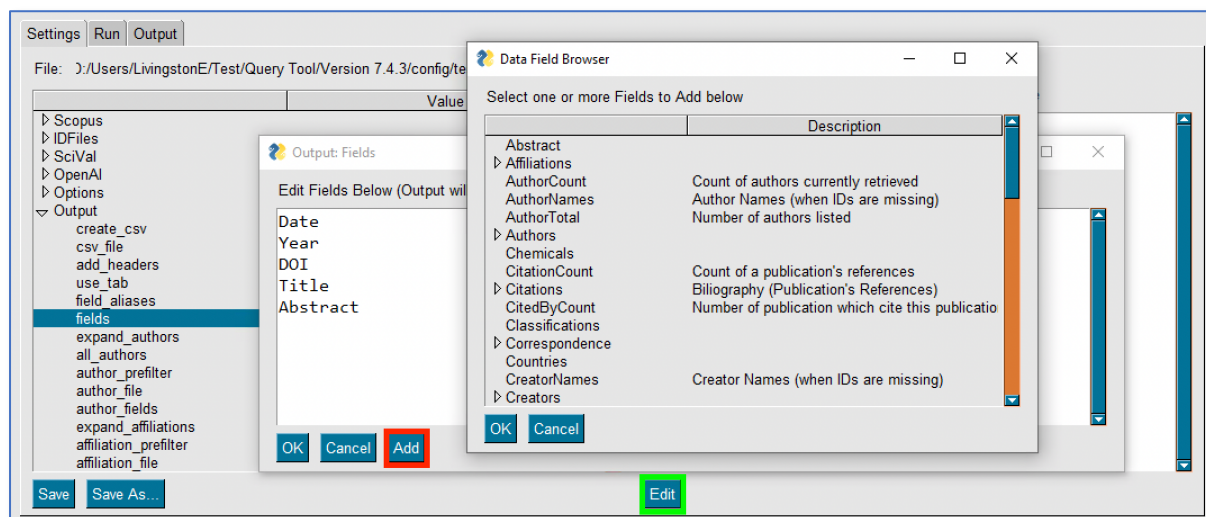 Settings Run Output
File: ):/Users/LivingstonE/Test/Query Tool/Version 7.4.3/config/te
Value
Scopus
IDFiles
SciVal
OpenAI
Options
Output
create_csv
csv_file
add_headers
use_tab
field_aliases
fields
expand_authors
all_authors
author_prefilter
author_file
author_fields
expand_affiliations
affiliation_prefilter
affiliation_file
Save Save As... Edit
Output: Fields
Edit Fields Below (Output wil
Date
Year
DOI
Title
Abstract
OK Cancel Add
Data Field Browser
Select one or more Fields to Add below
Description
Abstract
Affiliations
AuthorCount Count of authors currently retrieved
AuthorNames Author Names (when IDs are missing)
AuthorTotal Number of authors listed
Authors
Chemicals
CitationCount Count of a publication's references
Citations Biliography (Publication's References)
CitedByCount Number of publication which cite this publicatio
Classifications
Correspondence
Countries
CreatorNames Creator Names (when IDs are missing)
Creators
OK Cancel